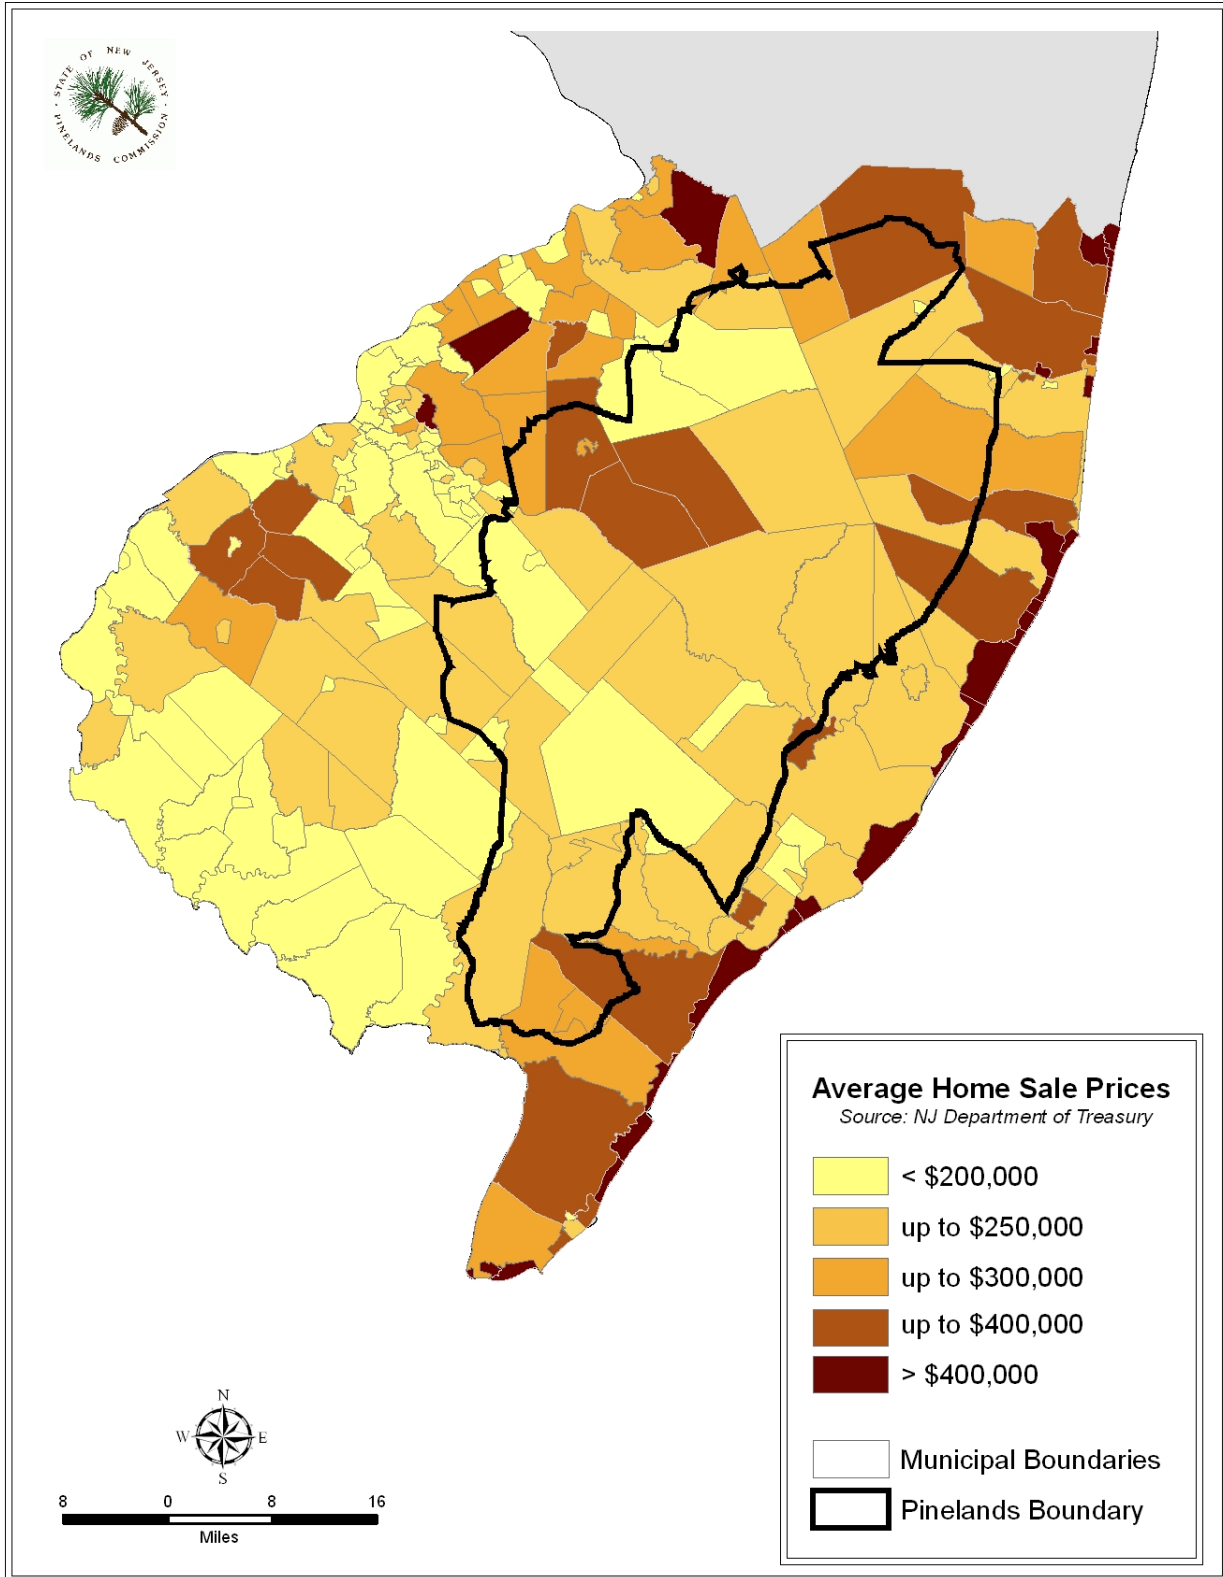 · STATE OF NEW JERSEY ·
PINELANDS COMMISSION
Average Home Sale Prices
Source: NJ Department of Treasury
< $200,000
up to $250,000
up to $300,000
up to $400,000
> $400,000
Municipal Boundaries
Pinelands Boundary
N
W E
S
8 0 8 16
Miles